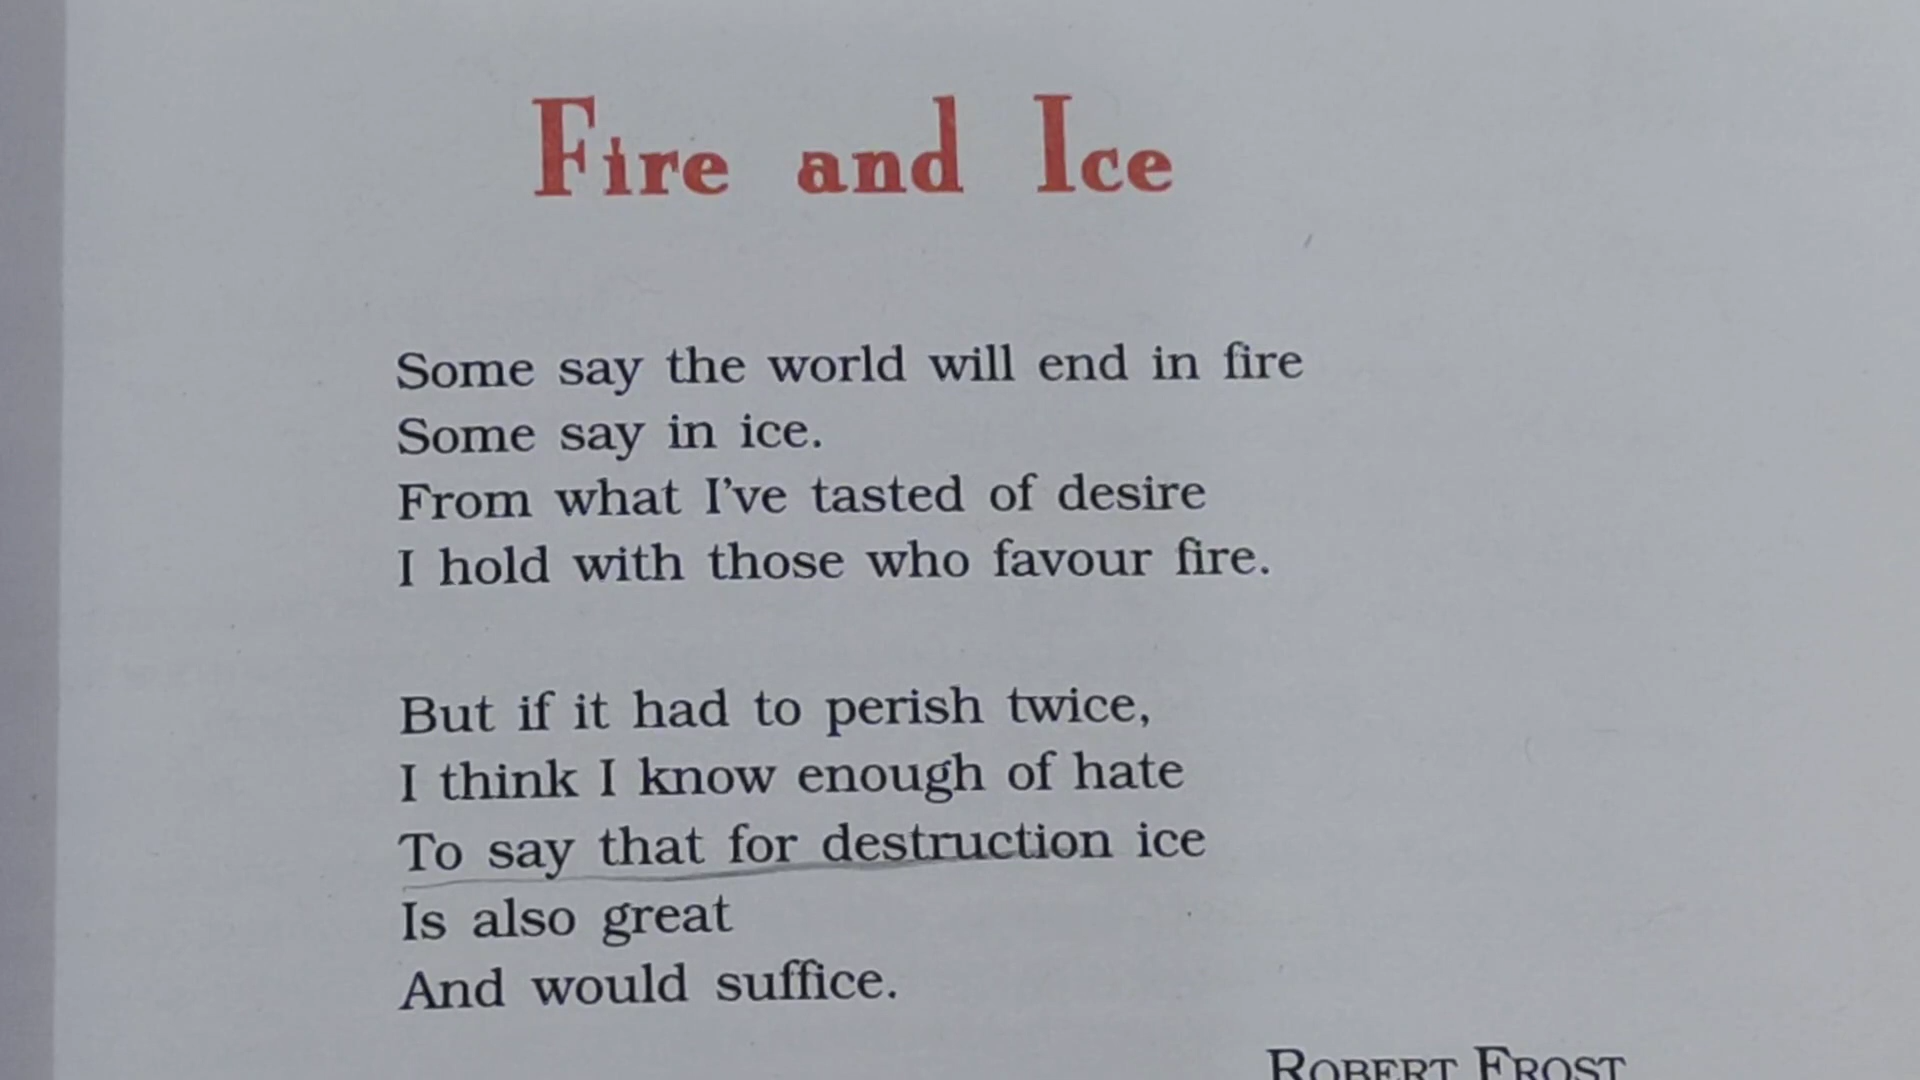 Fire and Ice
Some say the world will end in fire
Some say in ice.
From what I've tasted of desire
I hold with those who favour fire.
But if it had to perish twice,
I think I know enough of hate
To say that for destruction ice
Is also great
And would suffice.
ROBERT FROST